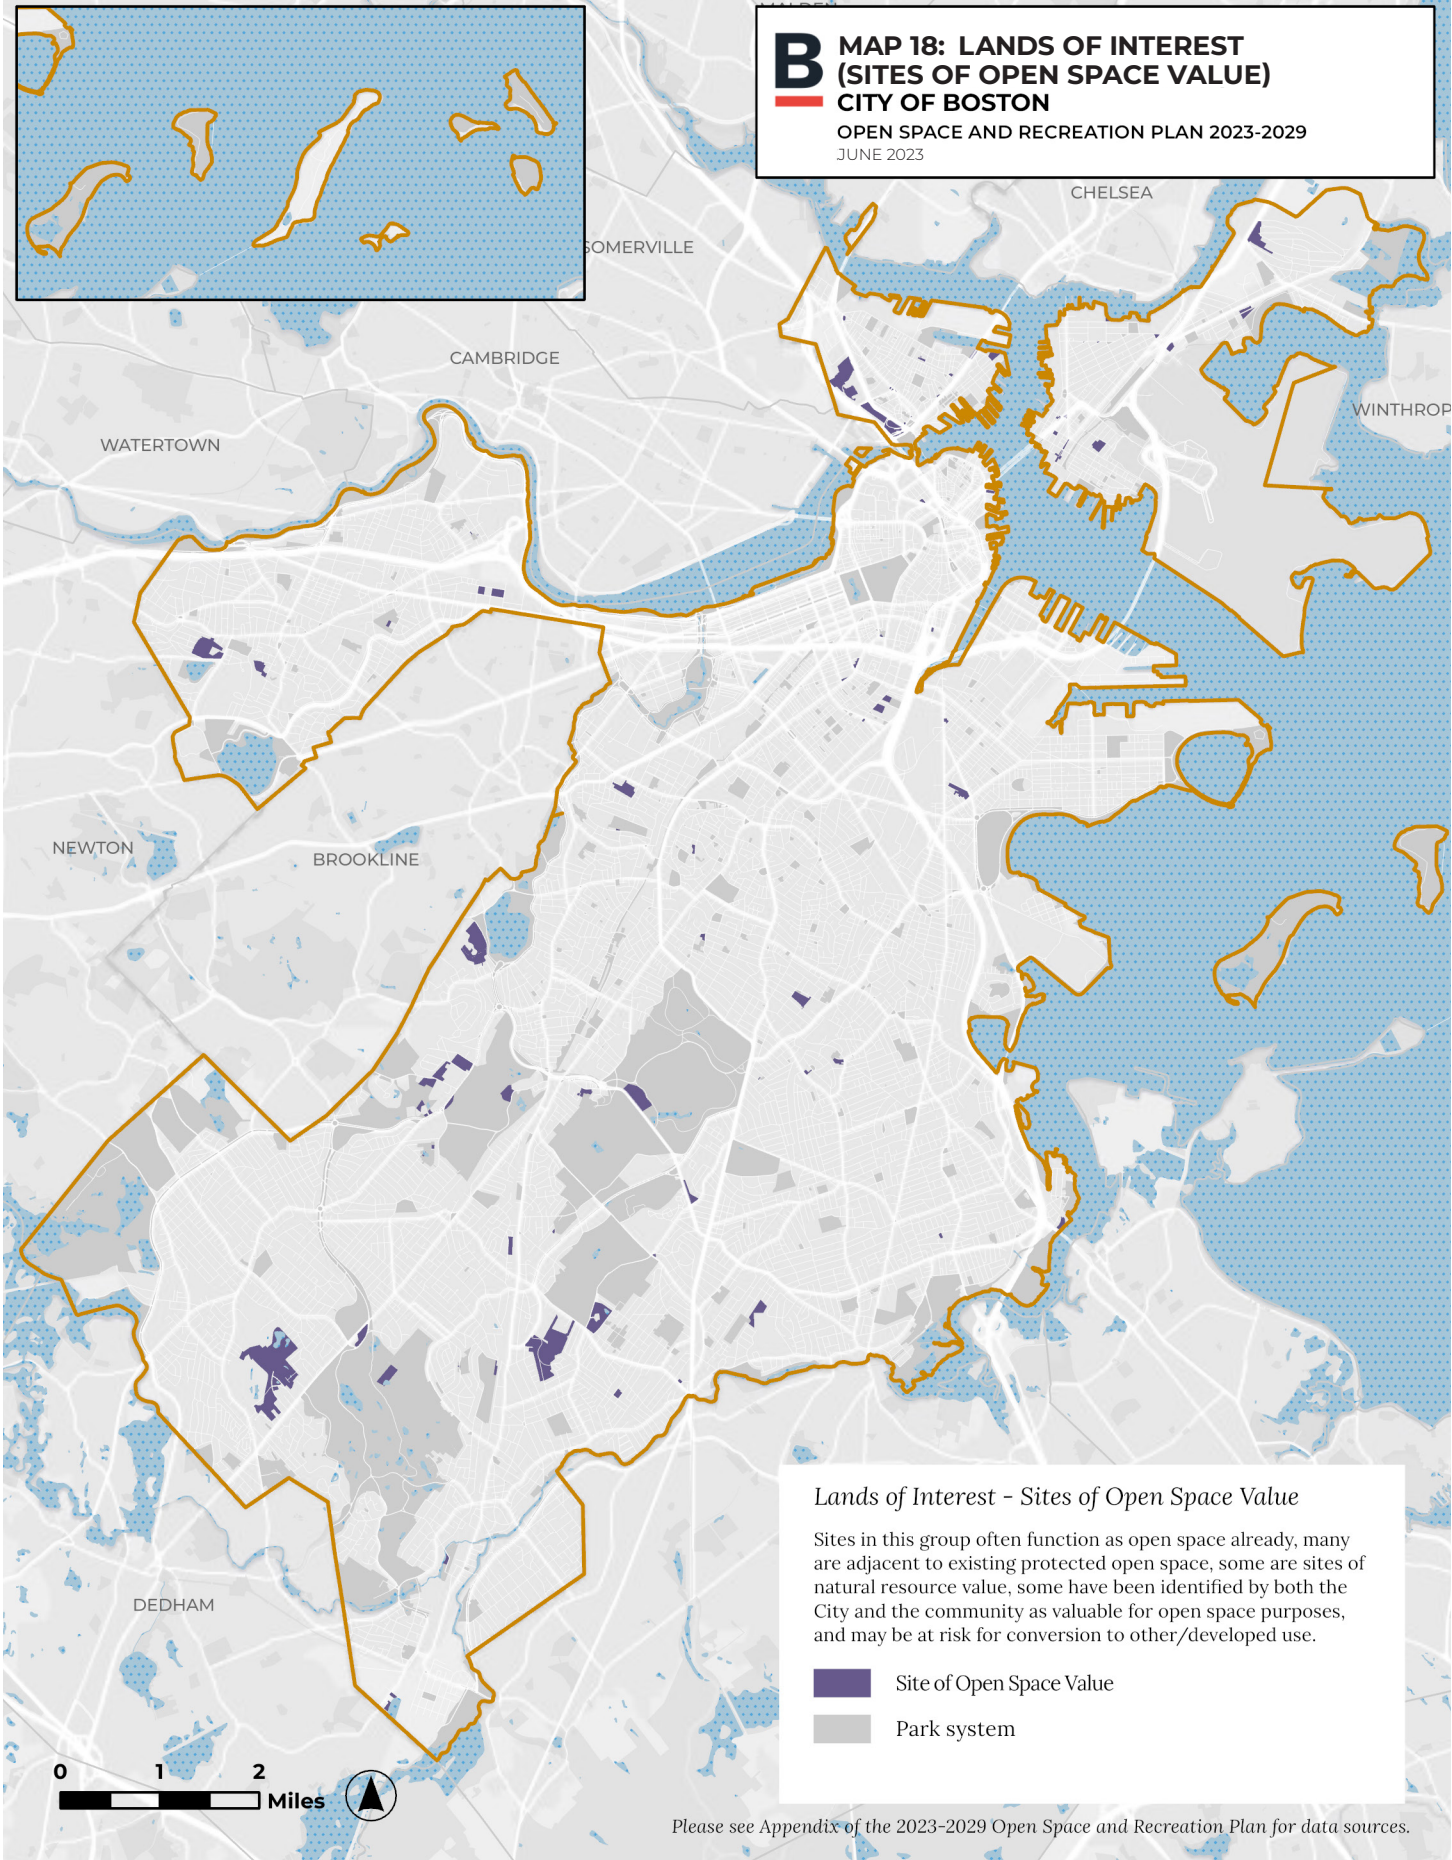 B
MAP 18: LANDS OF INTEREST
(SITES OF OPEN SPACE VALUE)
CITY OF BOSTON
OPEN SPACE AND RECREATION PLAN 2023-2029
JUNE 2023
MALDEN
CHELSEA
SOMERVILLE
CAMBRIDGE
WINTHROP
WATERTOWN
NEWTON
BROOKLINE
DEDHAM
Lands of Interest - Sites of Open Space Value
Sites in this group often function as open space already, many
are adjacent to existing protected open space, some are sites of
natural resource value, some have been identified by both the
City and the community as valuable for open space purposes,
and may be at risk for conversion to other/developed use.
Site of Open Space Value
Park system
0 1 2
Miles
Please see Appendix of the 2023-2029 Open Space and Recreation Plan for data sources.